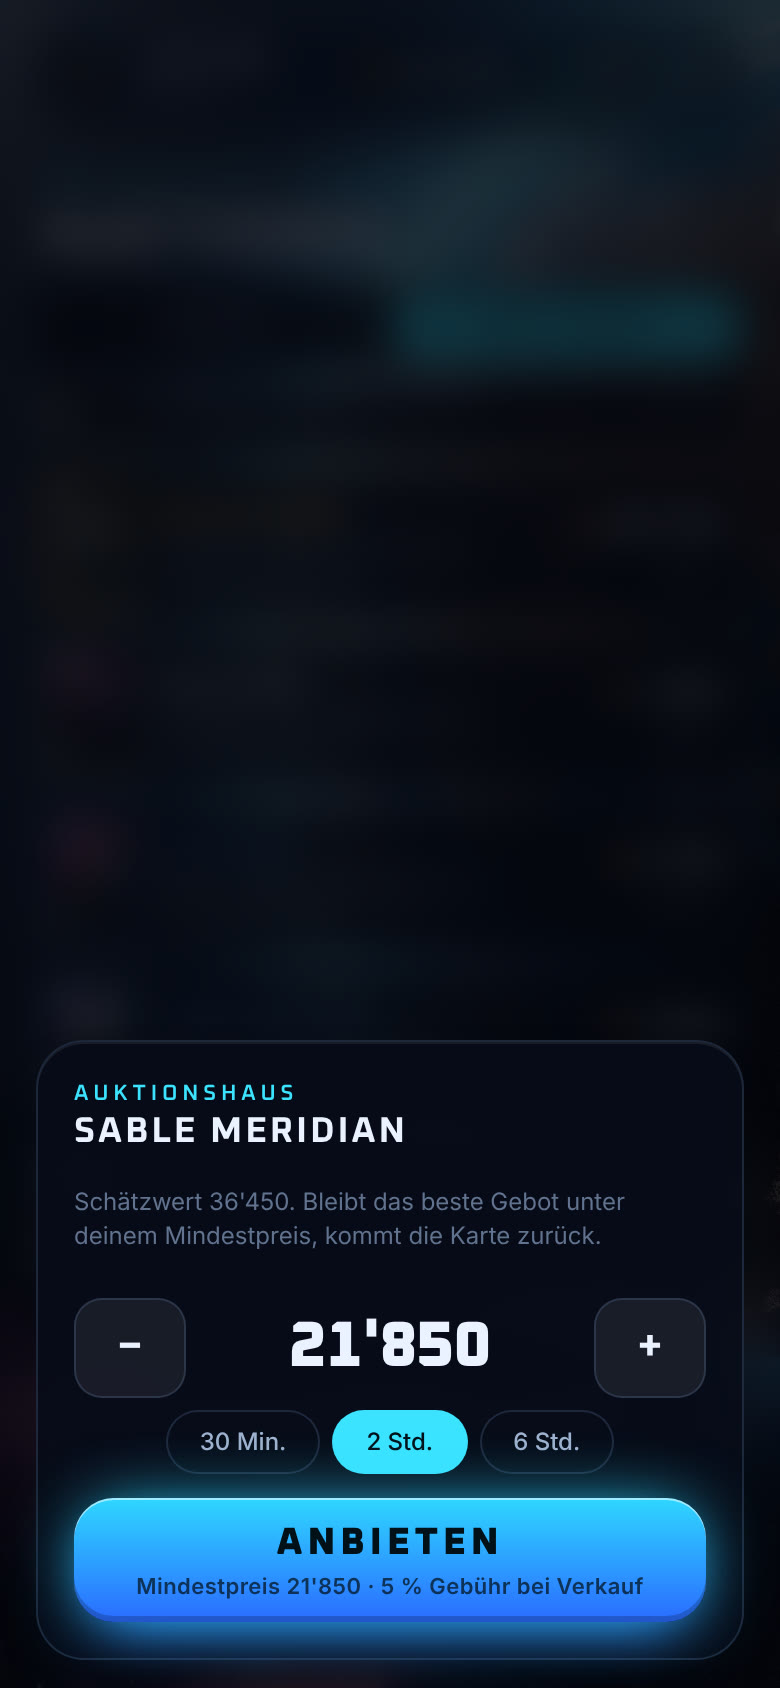 AUKTIONSHAUS
SABLE MERIDIAN
Schätzwert 36'450. Bleibt das beste Gebot unter
deinem Mindestpreis, kommt die Karte zurück.
− 21'850 +
30 Min. 2 Std. 6 Std.
ANBIETEN
Mindestpreis 21'850 · 5 % Gebühr bei Verkauf